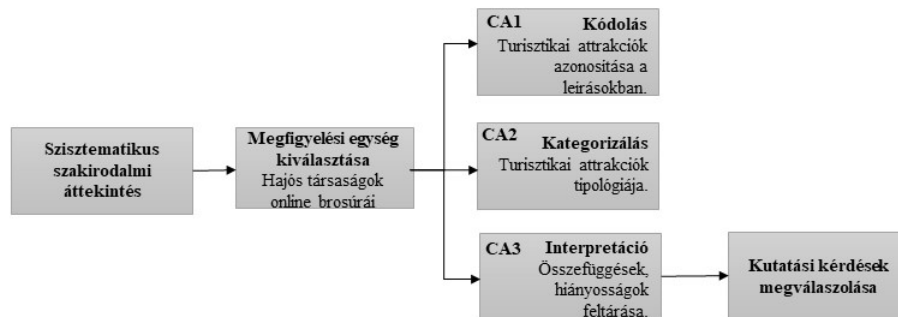 Szisztematikus
szakirodalmi
áttekintés
Megfigyelési egység
kiválasztása
Hajós társaságok
online brosúrái
CA1 Kódolás
Turisztikai attrakciók
azonosítása a
leírásokban.
CA2 Kategorizálás
Turisztikai attrakciók
tipológiája.
CA3 Interpretáció
Összefüggések,
hiányosságok
feltárása.
Kutatási kérdések
megválaszolása